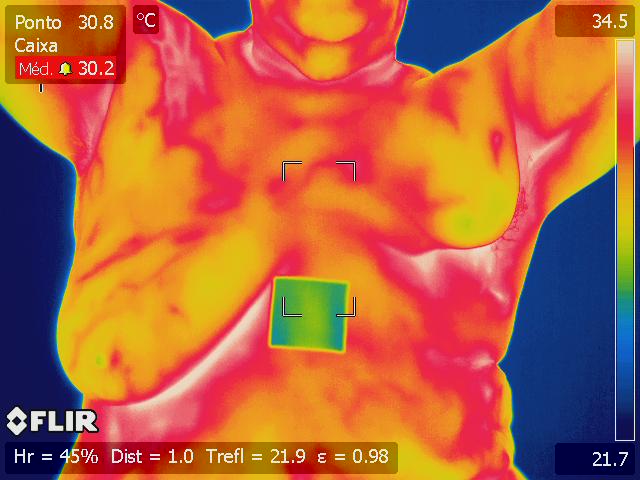 Ponto 30.8 °C
Caixa
Méd. 30.2
34.5
FLIR
Hr = 45% Dist = 1.0 Trefl = 21.9 ε = 0.98
21.7